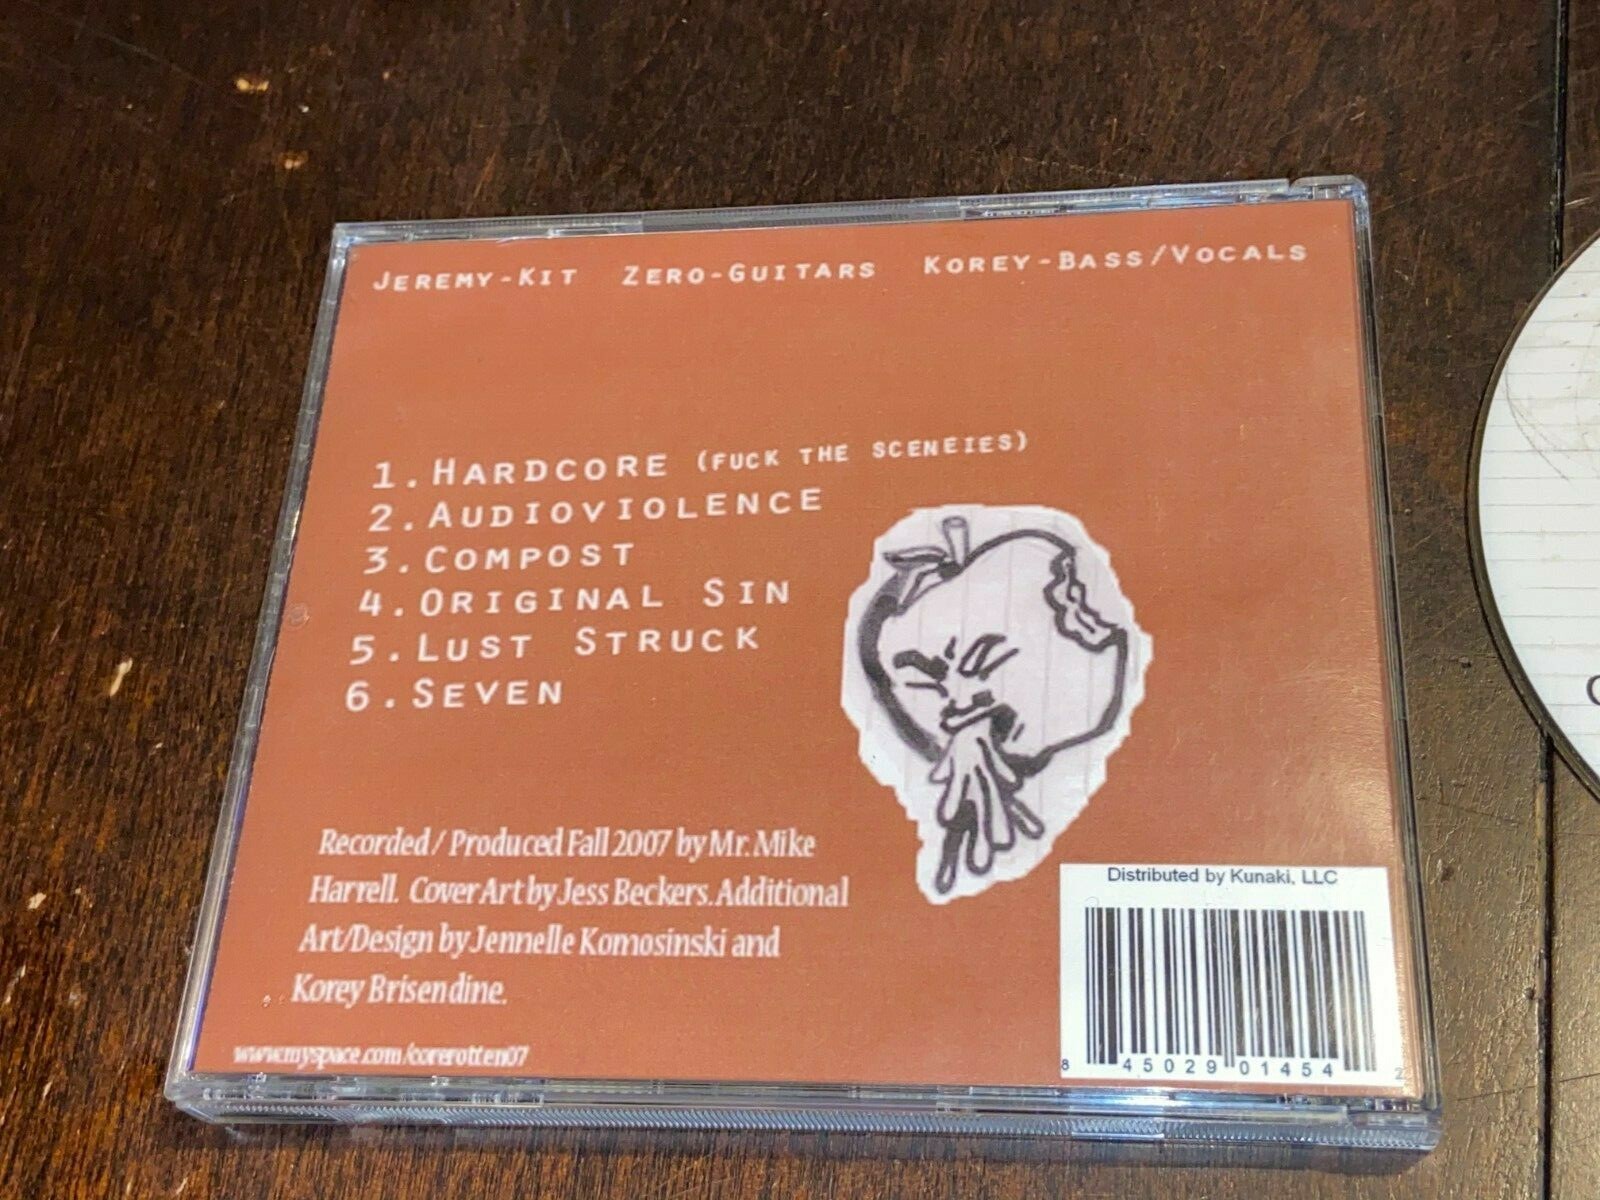 JEREMY-KIT ZERO-GUITARS KOREY-BASS/VOCALS
1.HARDCORE (FUCK THE SCENEIES)
2.AUDIOVIOLENCE
3.COMPOST
4.ORIGINAL SIN
5.LUST STRUCK
6.SEVEN
Recorded / Produced Fall 2007 by Mr. Mike
Harrell. Cover Art by Jess Beckers. Additional
Art/Design by Jennelle Komosinski and
Korey Brisendine.
www.myspace.com/corerotten07
Distributed by Kunaki, LLC
8 45029 01454 2